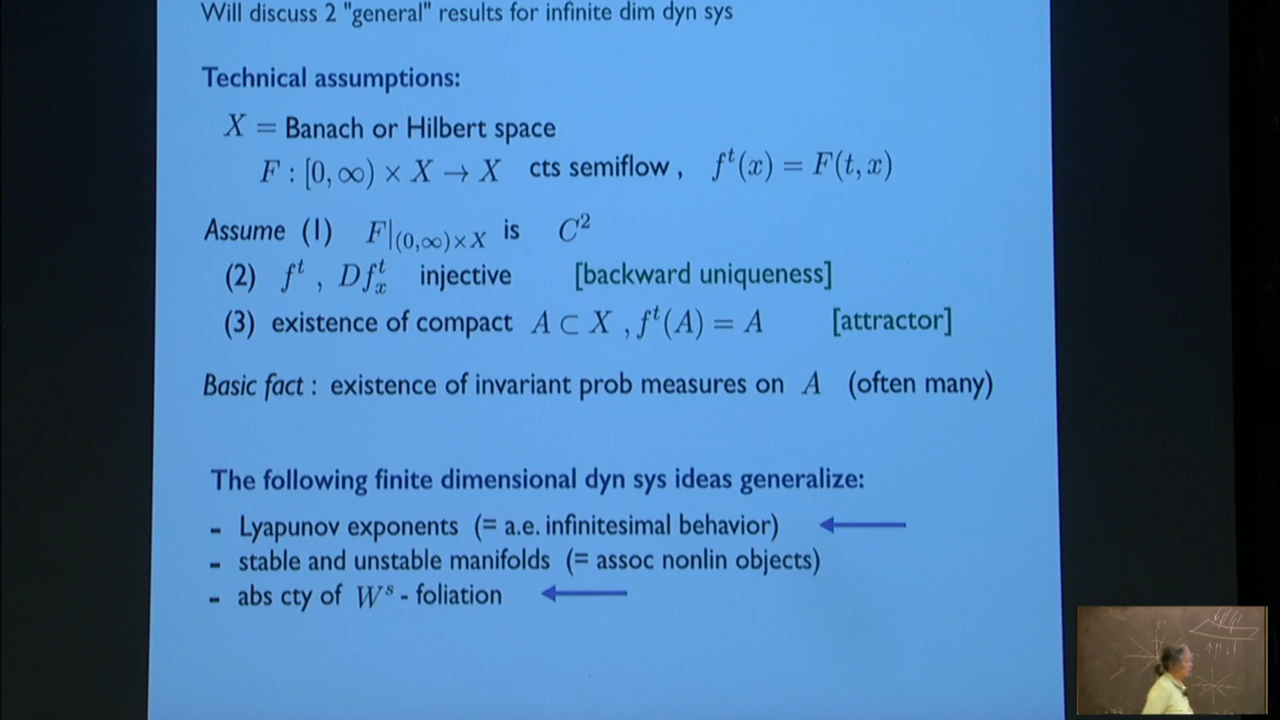 Will discuss 2 "general" results for infinite dim dyn sys
Technical assumptions:
X = Banach or Hilbert space
F : [0, ∞) × X → X cts semiflow , f^t(x) = F(t, x)
Assume (1) F|_{(0,∞)×X} is C^2
(2) f^t , Df^t_x injective [backward uniqueness]
(3) existence of compact A ⊂ X , f^t(A) = A [attractor]
Basic fact : existence of invariant prob measures on A (often many)
The following finite dimensional dyn sys ideas generalize:
- Lyapunov exponents (= a.e. infinitesimal behavior)
- stable and unstable manifolds (= assoc nonlin objects)
- abs cty of W^s - foliation